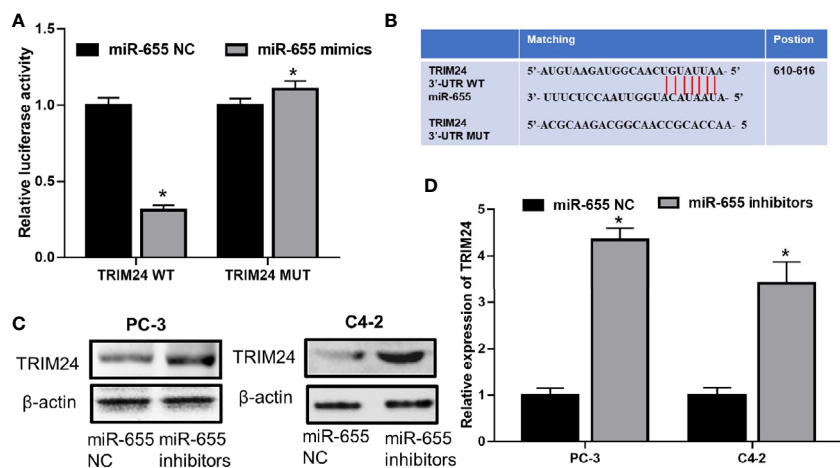 A
miR-655 NC
miR-655 mimics
Relative luciferase activity
1.5
1.0
0.5
0.0
*
*
TRIM24 WT
TRIM24 MUT
B
Matching
Postion
TRIM24
3'-UTR WT
5'-AUGUAAGAUGGCAACUGUAUUAA- 5'
610-616
miR-655
3'-UUUCUCCAAUUGGUACAUAAUA- 5'
TRIM24
3'-UTR MUT
5'-ACGCAAGACGGCAACCGCACCAA- 5
C
PC-3
C4-2
TRIM24
TRIM24
β-actin
β-actin
miR-655
NC
miR-655
inhibitors
miR-655
NC
miR-655
inhibitors
D
miR-655 NC
miR-655 inhibitors
Relative expression of TRIM24
5
4
3
2
1
0
*
*
PC-3
C4-2